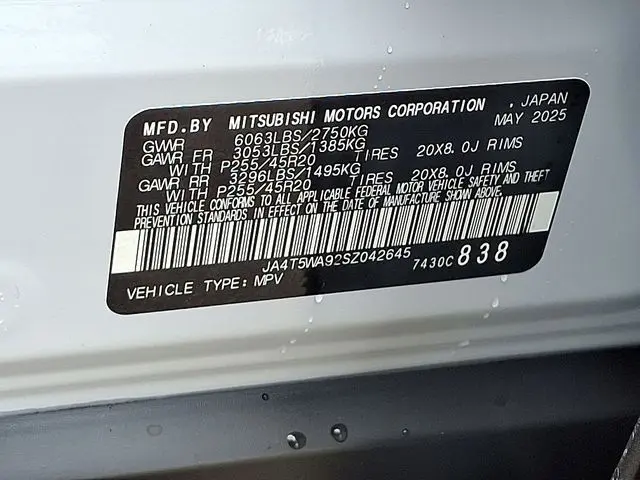 MFD.BY MITSUBISHI MOTORS CORPORATION , JAPAN
GWWR 6063LBS/2750KG MAY 2025
GAWR FR 3053LBS/1385KG
WITH P255/45R20 TIRES 20X8.0J RIMS
GAWR RR 3296LBS/1495KG
WITH P255/45R20 TIRES 20X8.0J RIMS
THIS VEHICLE CONFORMS TO ALL APPLICABLE FEDERAL MOTOR VEHICLE SAFETY AND THEFT
PREVENTION STANDARDS IN EFFECT ON THE DATE OF MANUFACTURE SHOWN ABOVE.
JA4T5WA92SZ042645 7430C 838
VEHICLE TYPE: MPV